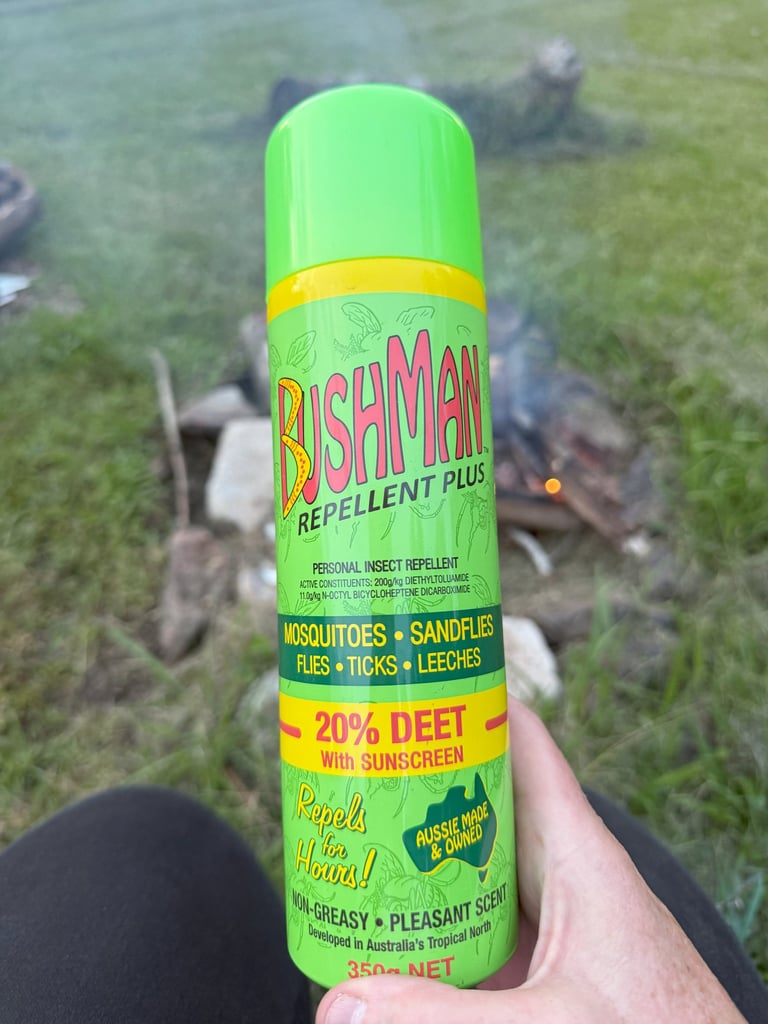 BUSHMAN™
REPELLENT PLUS
PERSONAL INSECT REPELLENT
ACTIVE CONSTITUENTS: 200g/kg DIETHYLTOLUAMIDE
11.0g/kg N-OCTYL BICYCLOHEPTENE DICARBOXIMIDE
MOSQUITOES • SANDFLIES
FLIES • TICKS • LEECHES
20% DEET
With SUNSCREEN
Repels
for
Hours!
AUSSIE MADE
& OWNED
NON-GREASY • PLEASANT SCENT
Developed in Australia's Tropical North
350g NET